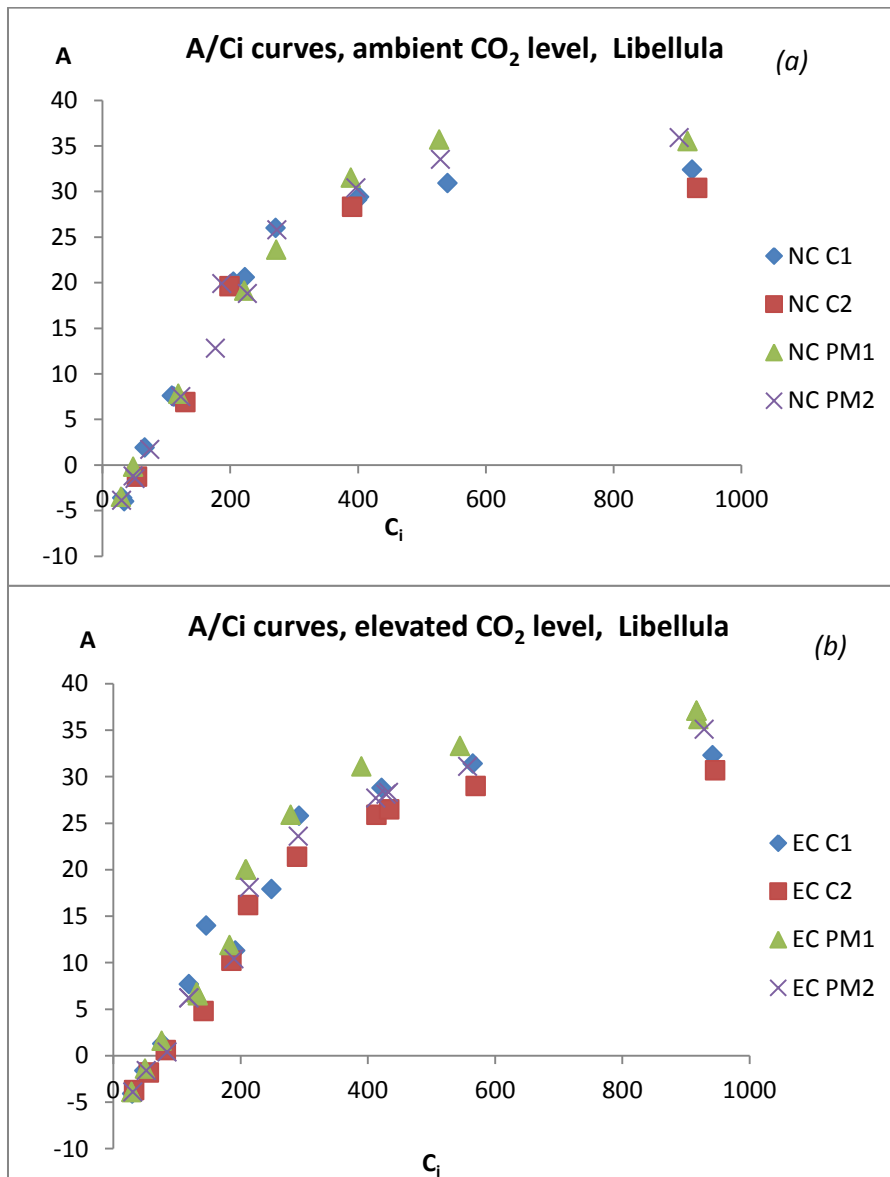 A/Ci curves, ambient CO₂ level, Libellula
A
(a)
40
35
30
25
20
15
10
5
0
-5
-10
0 200 400 600 800 1000
Cᵢ
NC C1
NC C2
NC PM1
NC PM2
A/Ci curves, elevated CO₂ level, Libellula
A
(b)
40
35
30
25
20
15
10
5
0
-5
-10
0 200 400 600 800 1000
Cᵢ
EC C1
EC C2
EC PM1
EC PM2